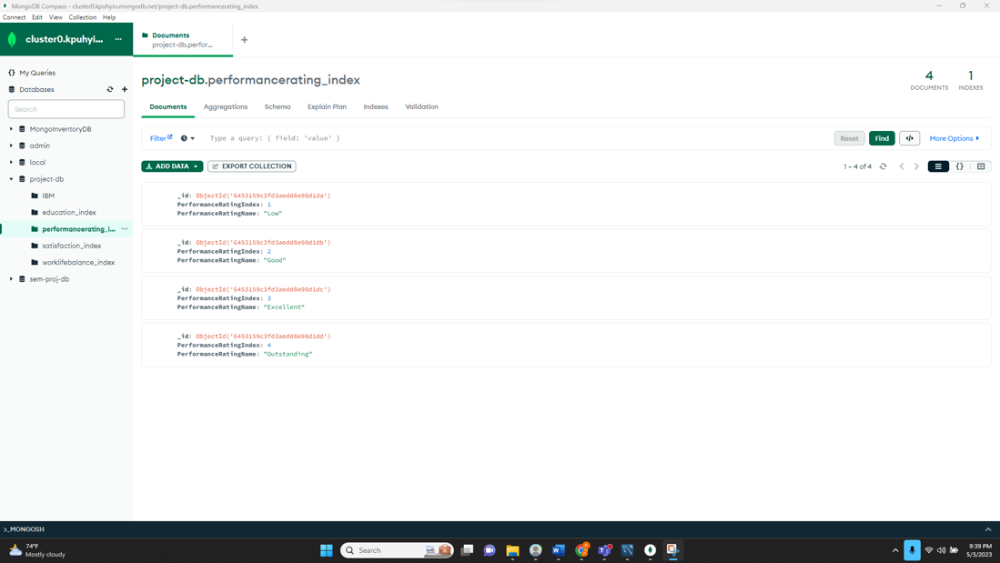 MongoDB Compass - cluster0.kpuhyio.mongodb.net/project-db.performancerating_index
Connect Edit View Collection Help
cluster0.kpuhyi... ...
Documents
project-db.perfor...
+
My Queries
Databases
Search
MongoInventoryDB
admin
local
project-db
IBM
education_index
performancerating_i... ...
satisfaction_index
worklifebalance_index
sem-proj-db
project-db.performancerating_index
4
DOCUMENTS
1
INDEXES
Documents Aggregations Schema Explain Plan Indexes Validation
Filter Type a query: { field: 'value' } Reset Find </> More Options
ADD DATA EXPORT COLLECTION 1 – 4 of 4 {}
_id: ObjectId('6453159c3fd3aedd8e98d1da')
PerformanceRatingIndex: 1
PerformanceRatingName: "Low"
_id: ObjectId('6453159c3fd3aedd8e98d1db')
PerformanceRatingIndex: 2
PerformanceRatingName: "Good"
_id: ObjectId('6453159c3fd3aedd8e98d1dc')
PerformanceRatingIndex: 3
PerformanceRatingName: "Excellent"
_id: ObjectId('6453159c3fd3aedd8e98d1dd')
PerformanceRatingIndex: 4
PerformanceRatingName: "Outstanding"
>_MONGOSH
74°F
Mostly cloudy
Search
9:39 PM
5/3/2023